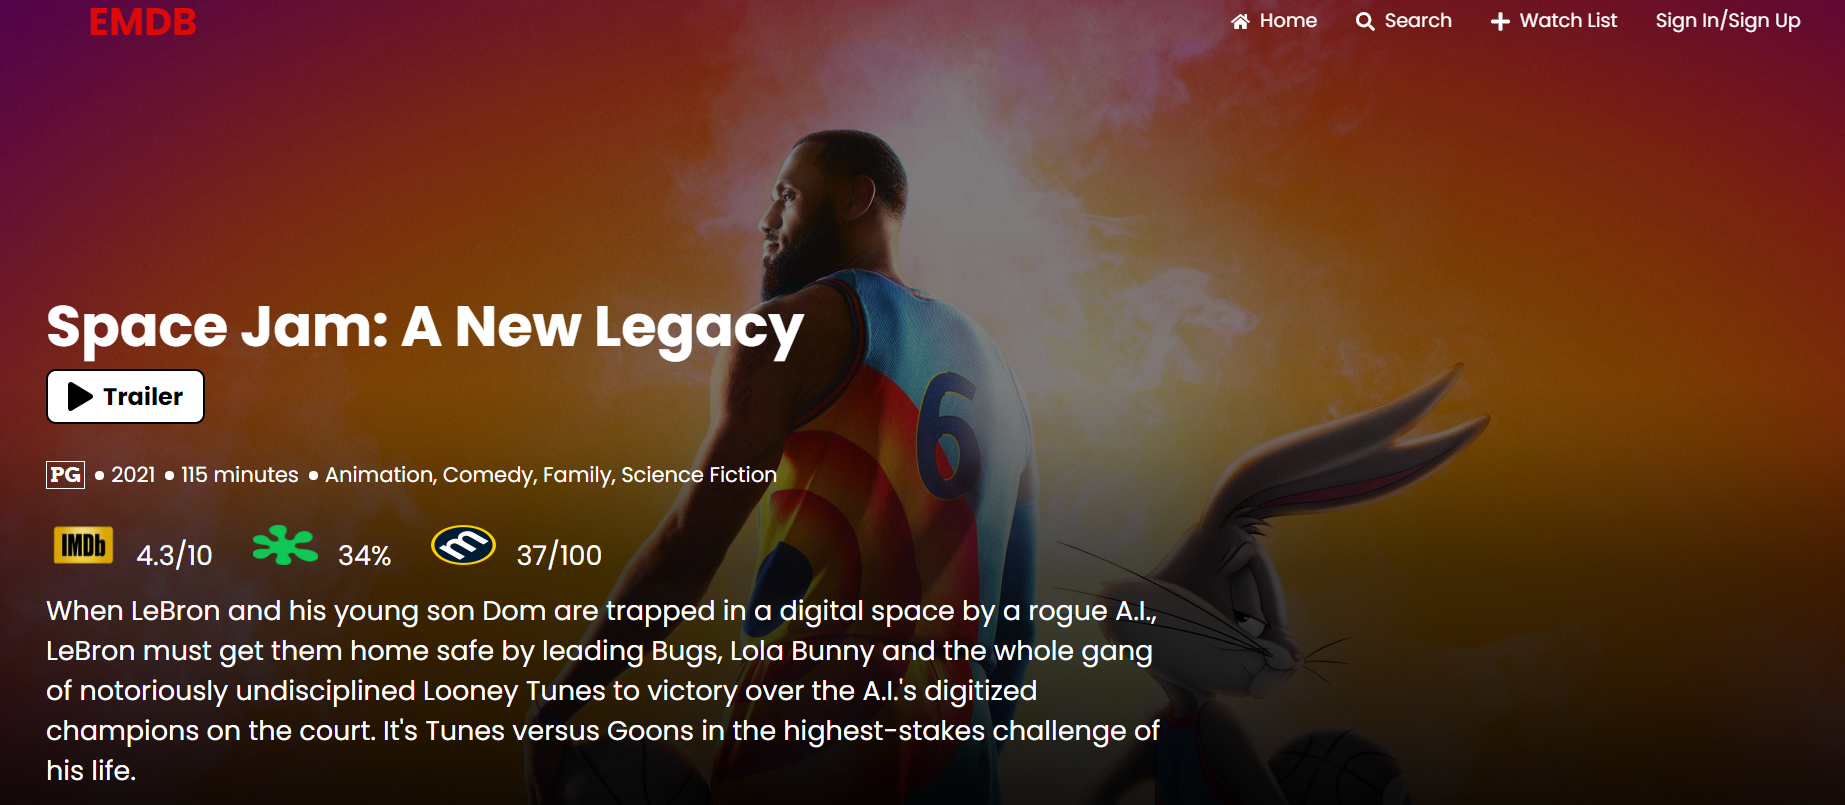 EMDB
Home Search Watch List Sign In/Sign Up
Space Jam: A New Legacy
Trailer
PG • 2021 • 115 minutes • Animation, Comedy, Family, Science Fiction
IMDb 4.3/10 34% m 37/100
When LeBron and his young son Dom are trapped in a digital space by a rogue A.I.,
LeBron must get them home safe by leading Bugs, Lola Bunny and the whole gang
of notoriously undisciplined Looney Tunes to victory over the A.I.'s digitized
champions on the court. It's Tunes versus Goons in the highest-stakes challenge of
his life.
6